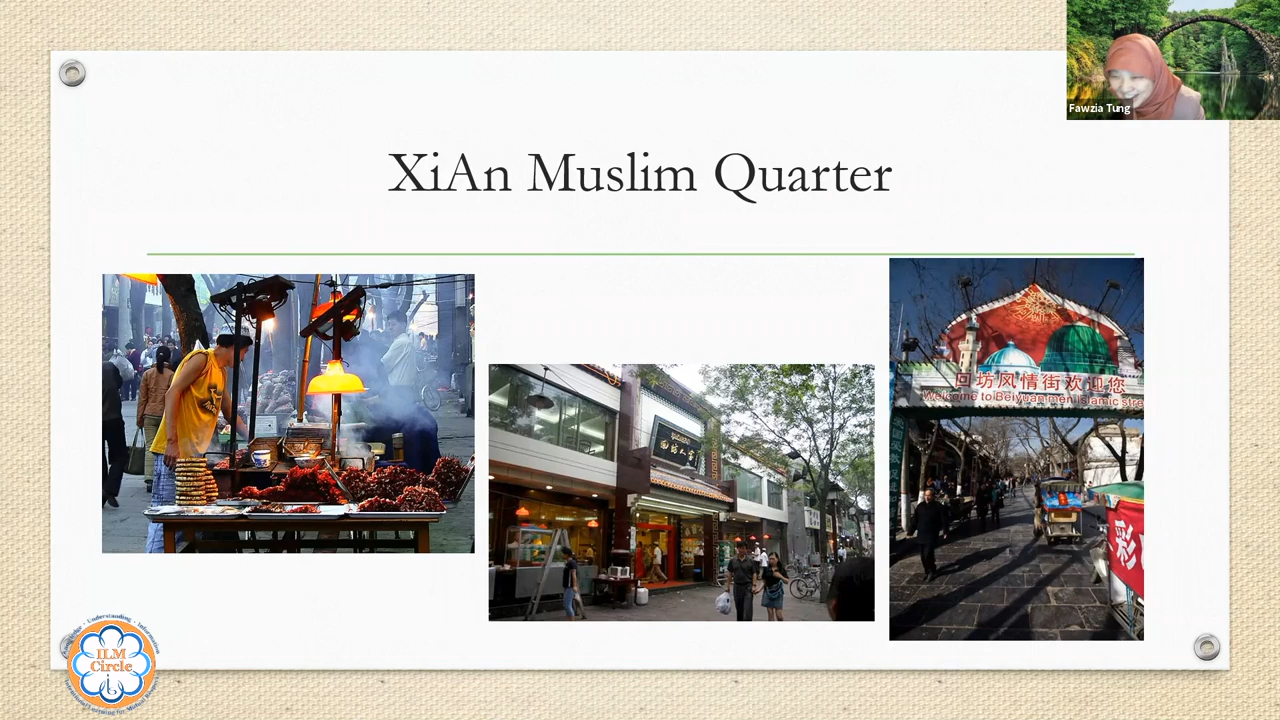 Fawzia Tung
XiAn Muslim Quarter
回坊风情街欢迎您
Welcome to Beiyuanmen Islamic stre
彩
ILM
Circle